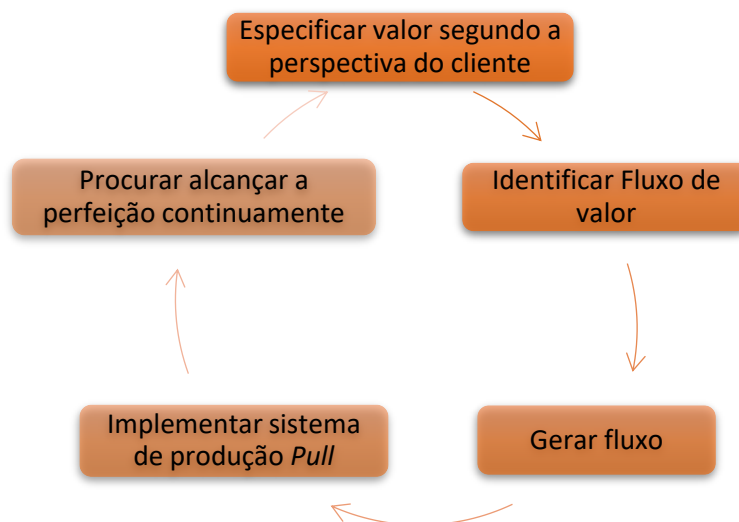 Especificar valor segundo a
perspectiva do cliente
Identificar Fluxo de
valor
Gerar fluxo
Implementar sistema
de produção Pull
Procurar alcançar a
perfeição continuamente